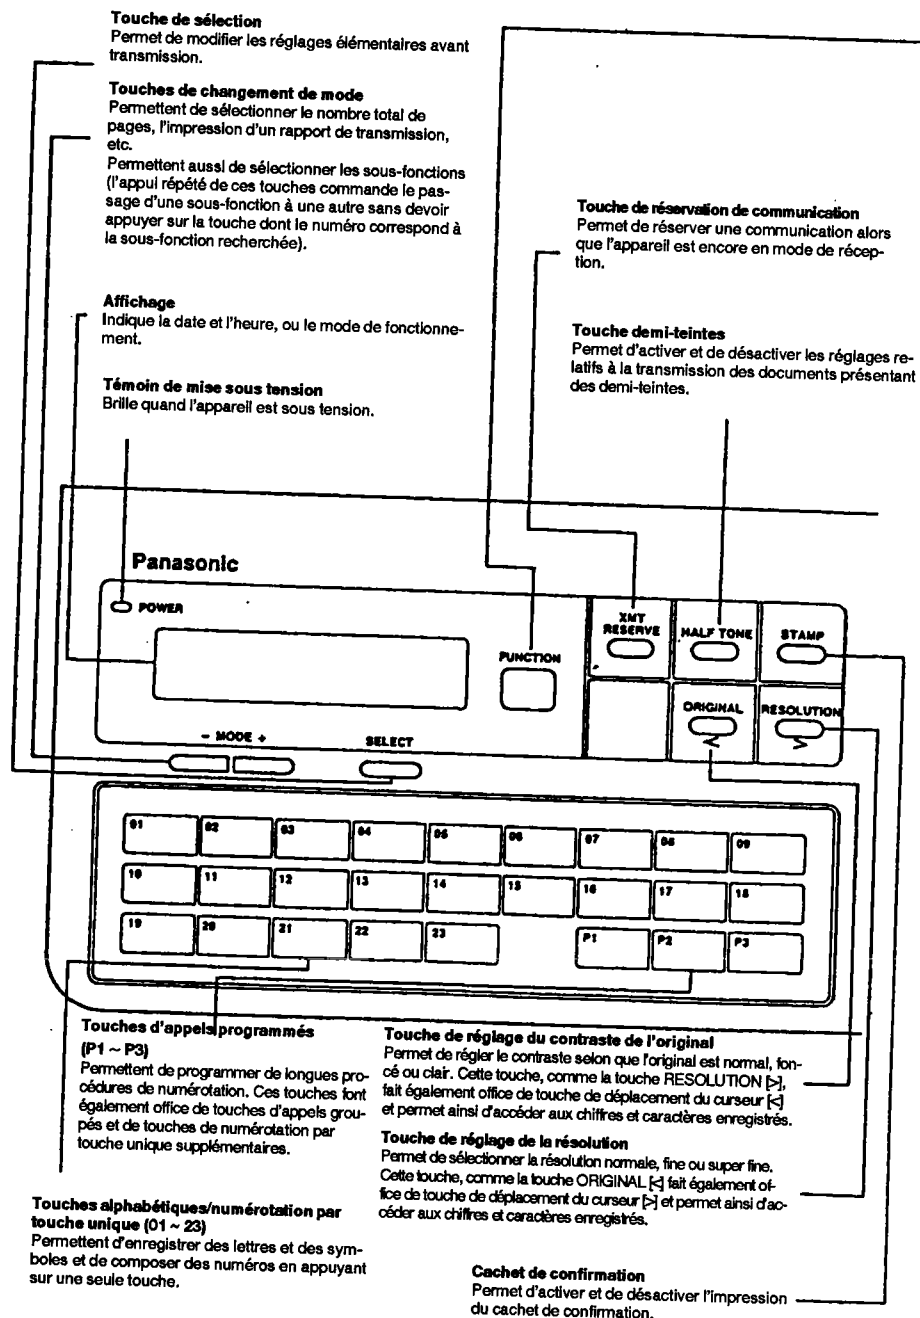 Touche de sélection
Permet de modifier les réglages élémentaires avant
transmission.
Touches de changement de mode
Permettent de sélectionner le nombre total de
pages, l'impression d'un rapport de transmission,
etc.
Permettent aussi de sélectionner les sous-fonctions
(l'appui répété de ces touches commande le pas-
sage d'une sous-fonction à une autre sans devoir
appuyer sur la touche dont le numéro correspond à
la sous-fonction recherchée).
Affichage
Indique la date et l'heure, ou le mode de fonctionne-
ment.
Témoin de mise sous tension
Brille quand l'appareil est sous tension.
Touche de réservation de communication
Permet de réserver une communication alors
que l'appareil est encore en mode de récep-
tion.
Touche demi-teintes
Permet d'activer et de désactiver les réglages re-
latifs à la transmission des documents présentant
des demi-teintes.
Panasonic
POWER
FUNCTION
XMT
RESERVE
HALF TONE
STAMP
ORIGINAL
<
RESOLUTION
>
- MODE +
SELECT
01 02 03 04 05 06 07 08 09
10 11 12 13 14 15 16 17 18
19 20 21 22 23 P1 P2 P3
Touches d'appels programmés
(P1 ~ P3)
Permettent de programmer de longues pro-
cédures de numérotation. Ces touches font
également office de touches d'appels grou-
pés et de touches de numérotation par
touche unique supplémentaires.
Touches alphabétiques/numérotation par
touche unique (01 ~ 23)
Permettent d'enregistrer des lettres et des sym-
boles et de composer des numéros en appuyant
sur une seule touche.
Touche de réglage du contraste de l'original
Permet de régler le contraste selon que l'original est normal, fon-
cé ou clair. Cette touche, comme la touche RESOLUTION [>],
fait également office de touche de déplacement du curseur [<]
et permet ainsi d'accéder aux chiffres et caractères enregistrés.
Touche de réglage de la résolution
Permet de sélectionner la résolution normale, fine ou super fine.
Cette touche, comme la touche ORIGINAL [<] fait également of-
fice de touche de déplacement du curseur [>] et permet ainsi d'ac-
céder aux chiffres et caractères enregistrés.
Cachet de confirmation
Permet d'activer et de désactiver l'impression
du cachet de confirmation.